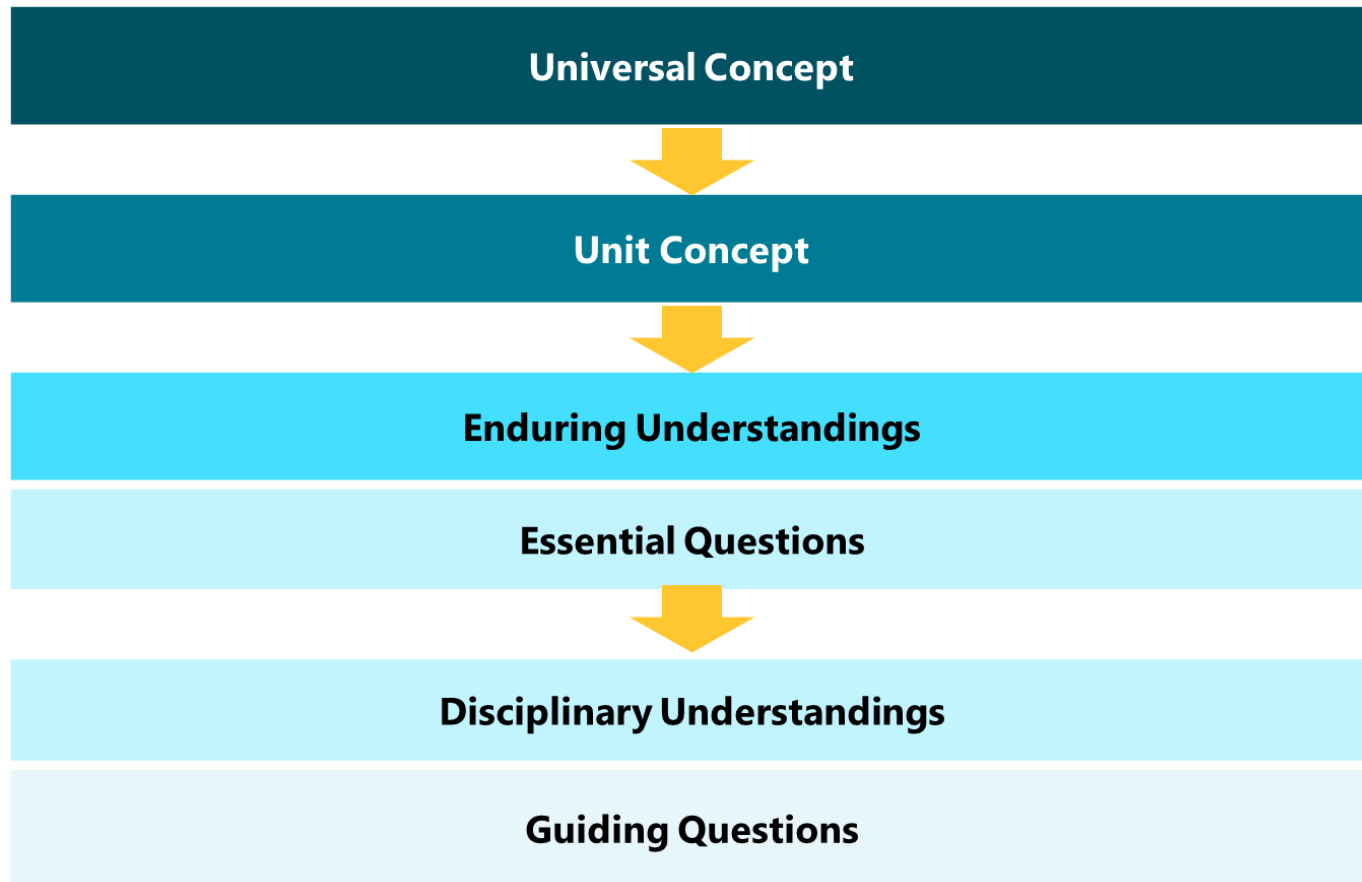 Universal Concept
Unit Concept
Enduring Understandings
Essential Questions
Disciplinary Understandings
Guiding Questions